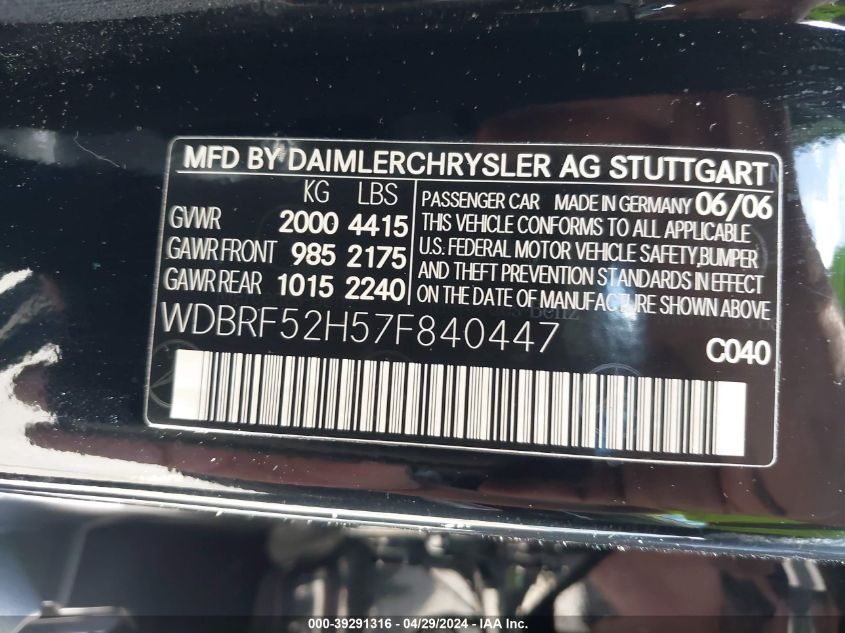 MFD BY DAIMLERCHRYSLER AG STUTTGART
KG LBS
GVWR 2000 4415
GAWR FRONT 985 2175
GAWR REAR 1015 2240
PASSENGER CAR MADE IN GERMANY 06/06
THIS VEHICLE CONFORMS TO ALL APPLICABLE
U.S. FEDERAL MOTOR VEHICLE SAFETY, BUMPER
AND THEFT PREVENTION STANDARDS IN EFFECT
ON THE DATE OF MANUFACTURE SHOWN ABOVE
WDBRF52H57F840447
C040
000-39291316 - 04/29/2024 - IAA Inc.